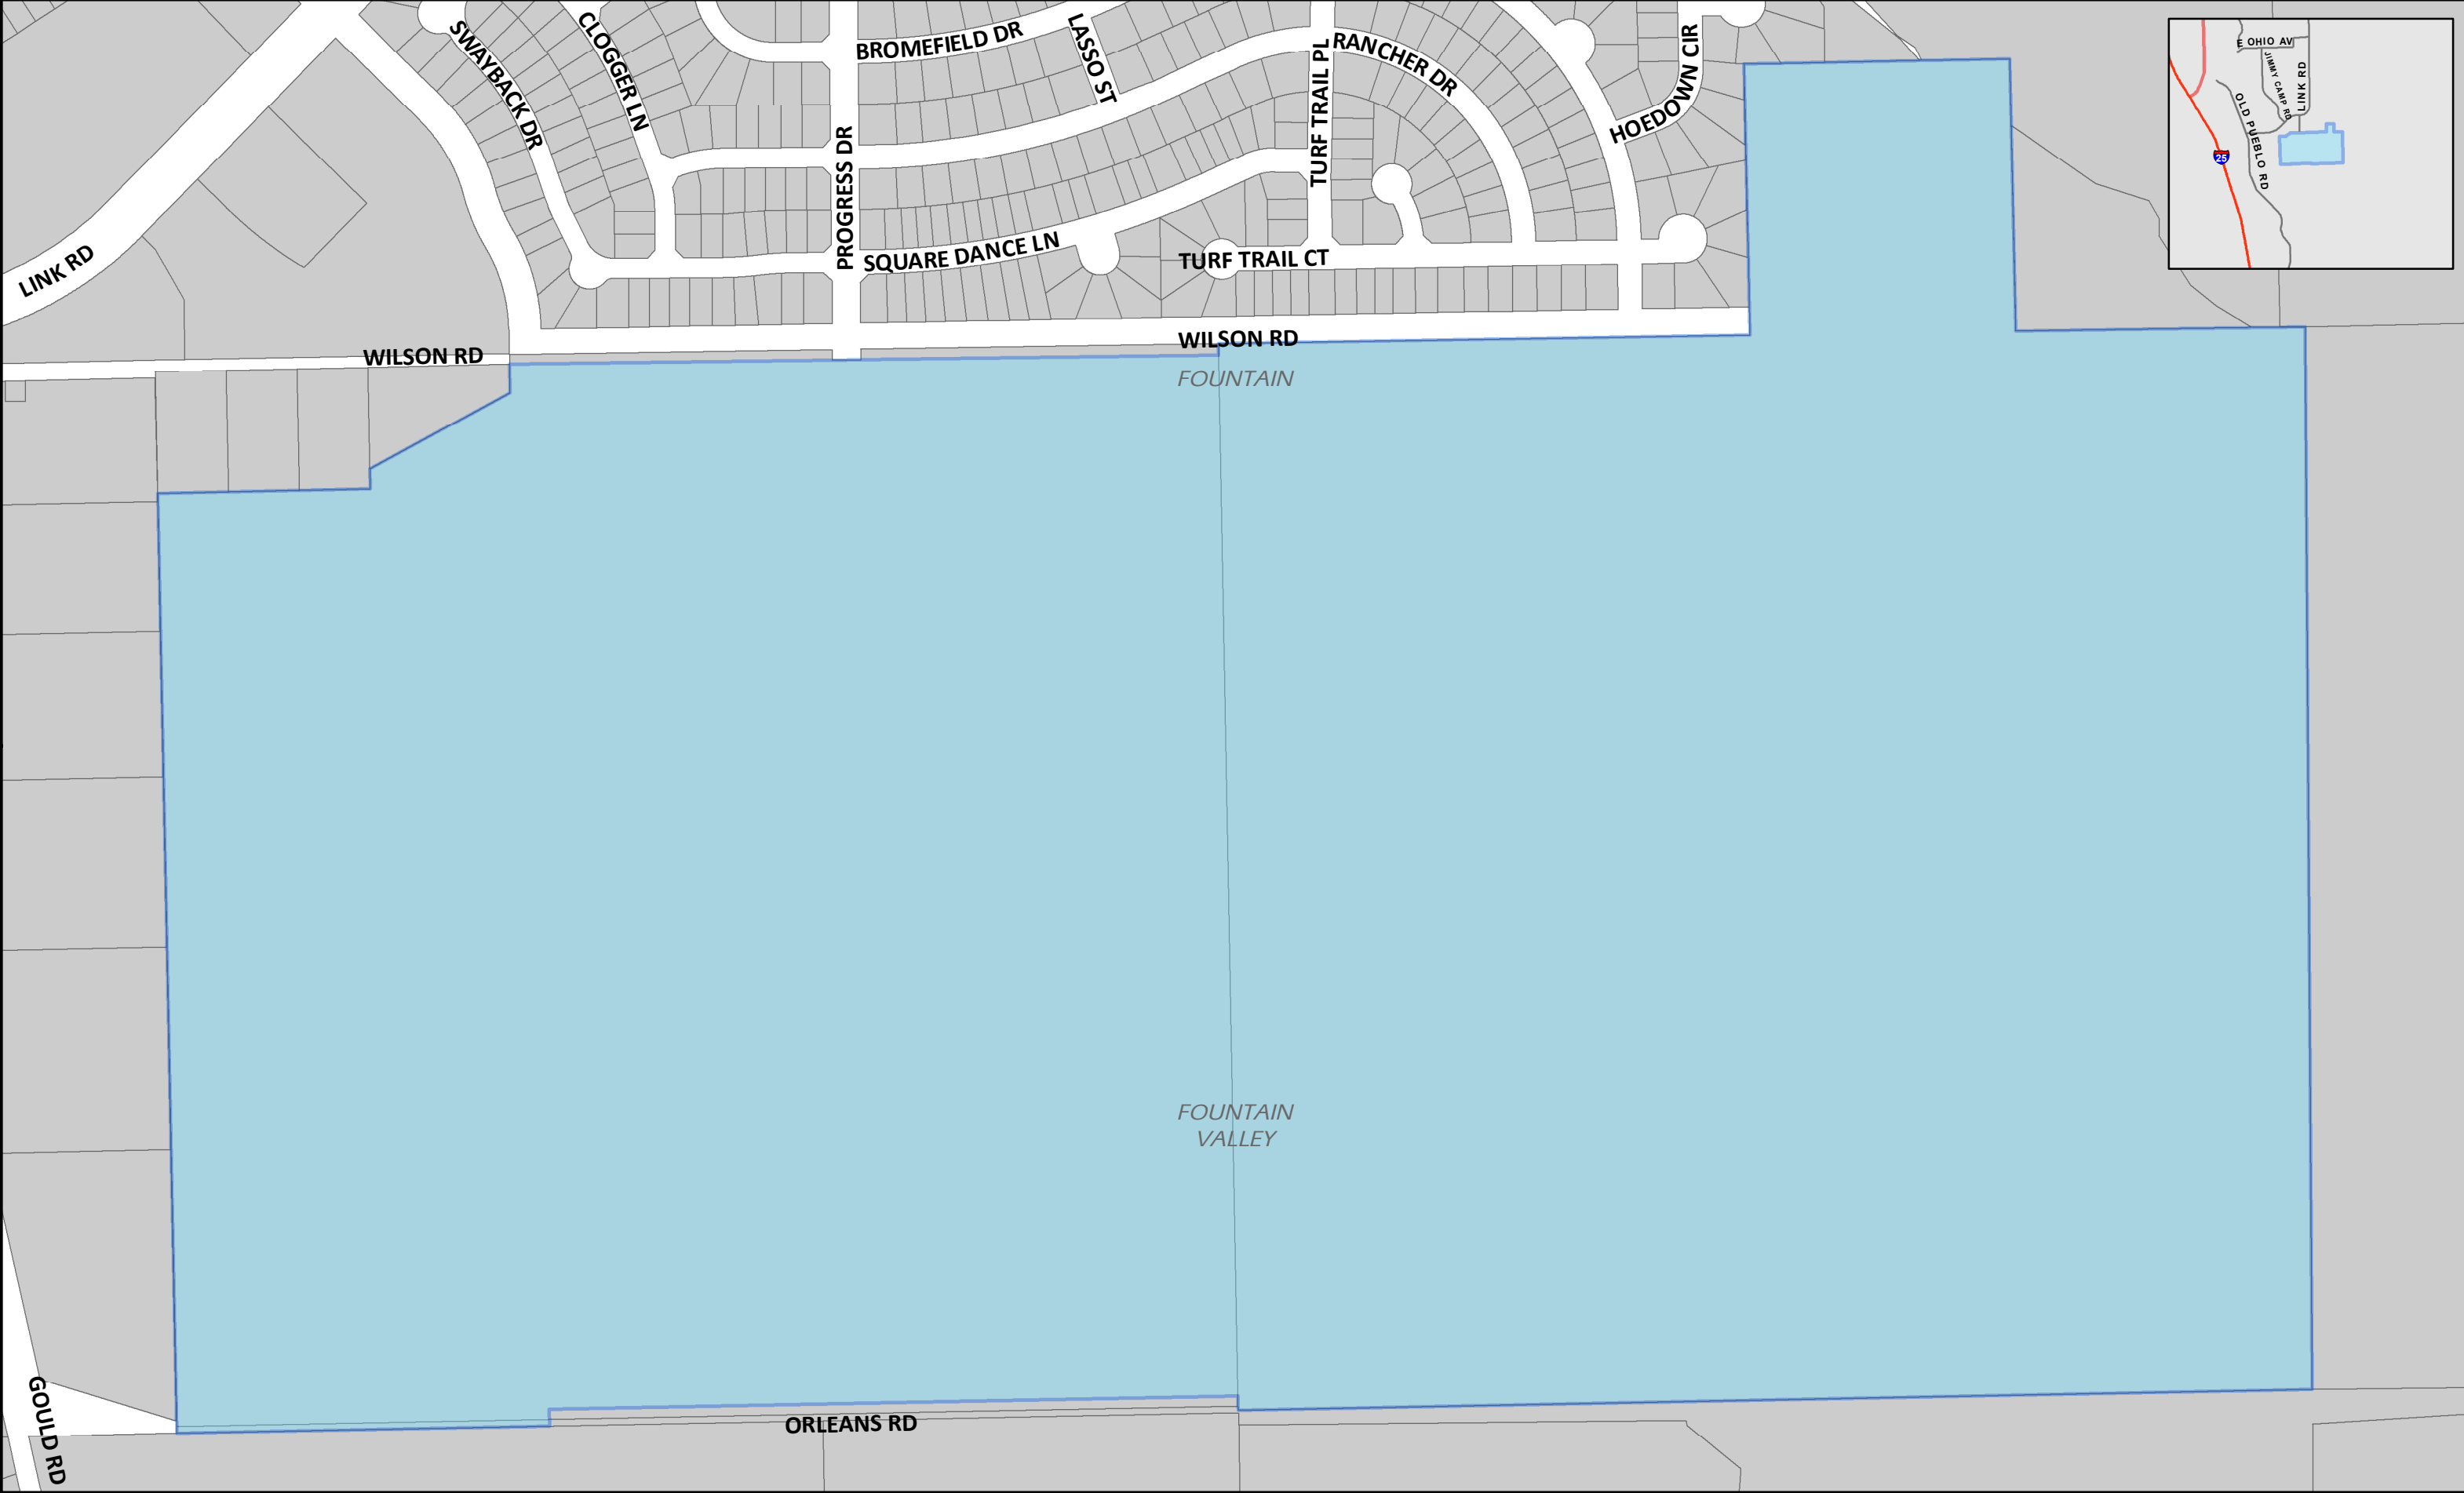 BROMEFIELD DR
LASSO ST
RANCHER DR
SWAYBACK DR
CLOGGER LN
PROGRESS DR
TURF TRAIL PL
HOEDOWN CIR
LINK RD
SQUARE DANCE LN
TURF TRAIL CT
WILSON RD
WILSON RD
FOUNTAIN
FOUNTAIN
VALLEY
ORLEANS RD
GOULD RD
E OHIO AV
JIMMY CAMP RD
LINK RD
OLD PUEBLO RD
25